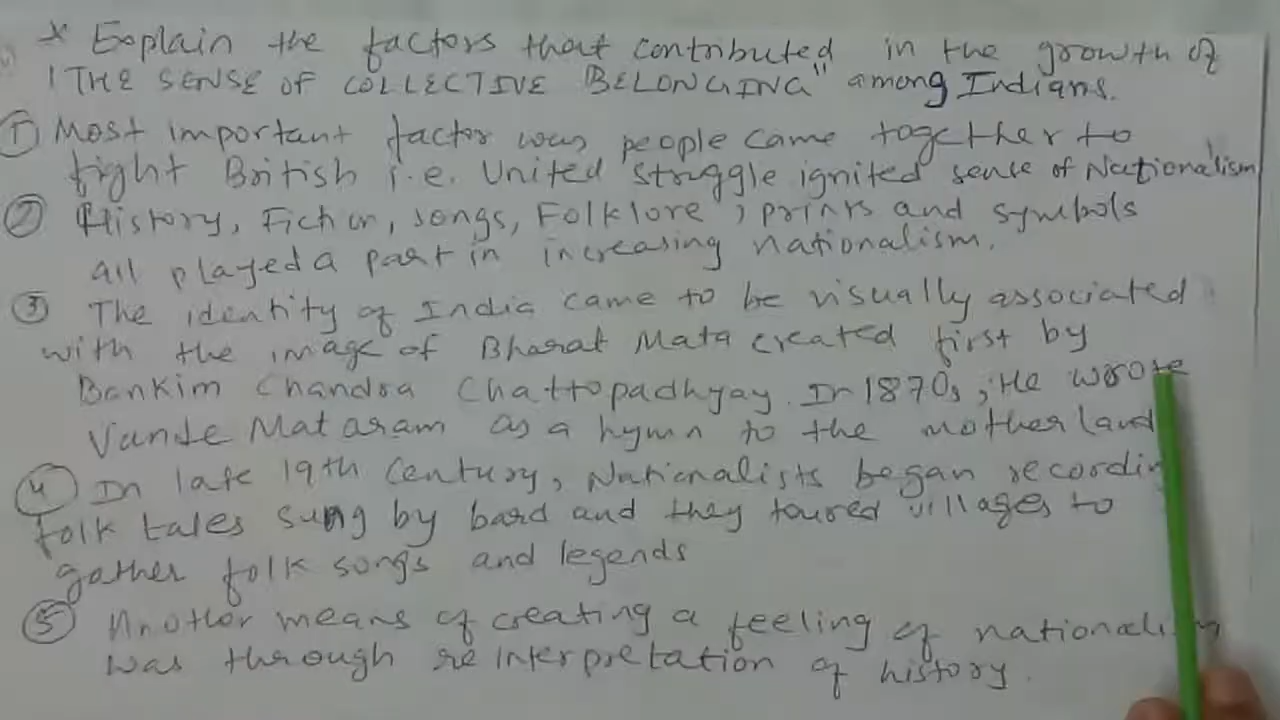 * Explain the factors that contributed in the growth of
"THE SENSE OF COLLECTIVE BELONGING" among Indians.
① Most important factor was people came together to
fight British i.e. United Struggle ignited sense of Nationalism
② History, Fiction, songs, Folklore, prints and symbols
all played a part in increasing nationalism.
③ The identity of India came to be visually associated
with the image of Bharat Mata created first by
Bankim Chandra Chattopadhyay. In 1870s, He wrote
Vande Mataram as a hymn to the motherland
④ In late 19th Century, Nationalists began recordin
folk tales sung by bard and they toured villages to
gather folk songs and legends
⑤ Another means of creating a feeling of nationali
was through reinterpretation of history.